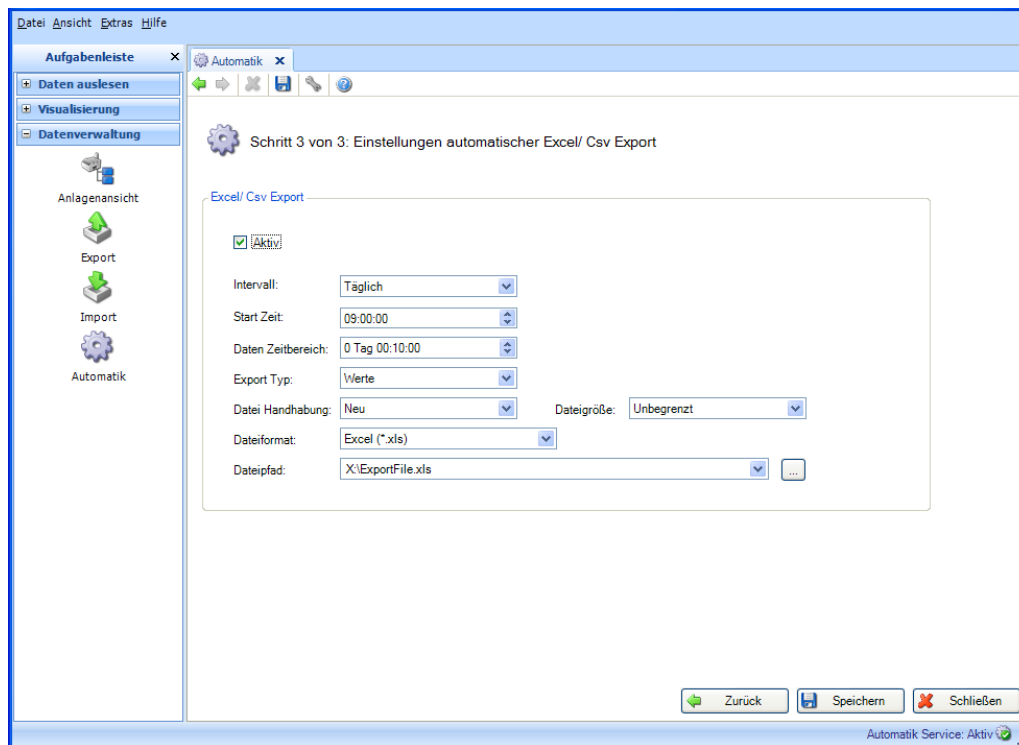 Datei Ansicht Extras Hilfe
Aufgabenleiste
Automatik
Daten auslesen
Visualisierung
Datenverwaltung
Anlagenansicht
Export
Import
Automatik
Schritt 3 von 3: Einstellungen automatischer Excel/ Csv Export
Excel/ Csv Export
Aktiv
Intervall: Täglich
Start Zeit: 09:00:00
Daten Zeitbereich: 0 Tag 00:10:00
Export Typ: Werte
Datei Handhabung: Neu Dateigröße: Unbegrenzt
Dateiformat: Excel (*.xls)
Dateipfad: X:\ExportFile.xls ...
Zurück Speichern Schließen
Automatik Service: Aktiv